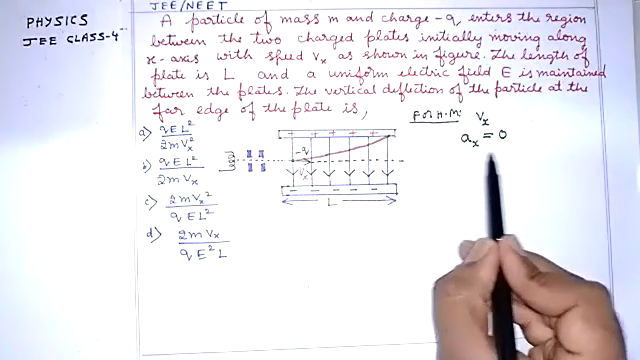 PHYSICS
JEE CLASS-4
JEE/NEET
A particle of mass m and charge -q enters the region
between the two charged plates initially moving along
x-axis with speed Vx as shown in figure. The length of
plate is L and a uniform electric field E is maintained
between the plates. The vertical deflection of the particle at the
far edge of the plate is,
a) qEL²/2mVx²
b) qEL²/2mVx
c) 2mVx²/qEL²
d) 2mVx/qE²L
+ + + + +
-q
Vx
- - - - -
L
For H.M: Vx
ax = 0